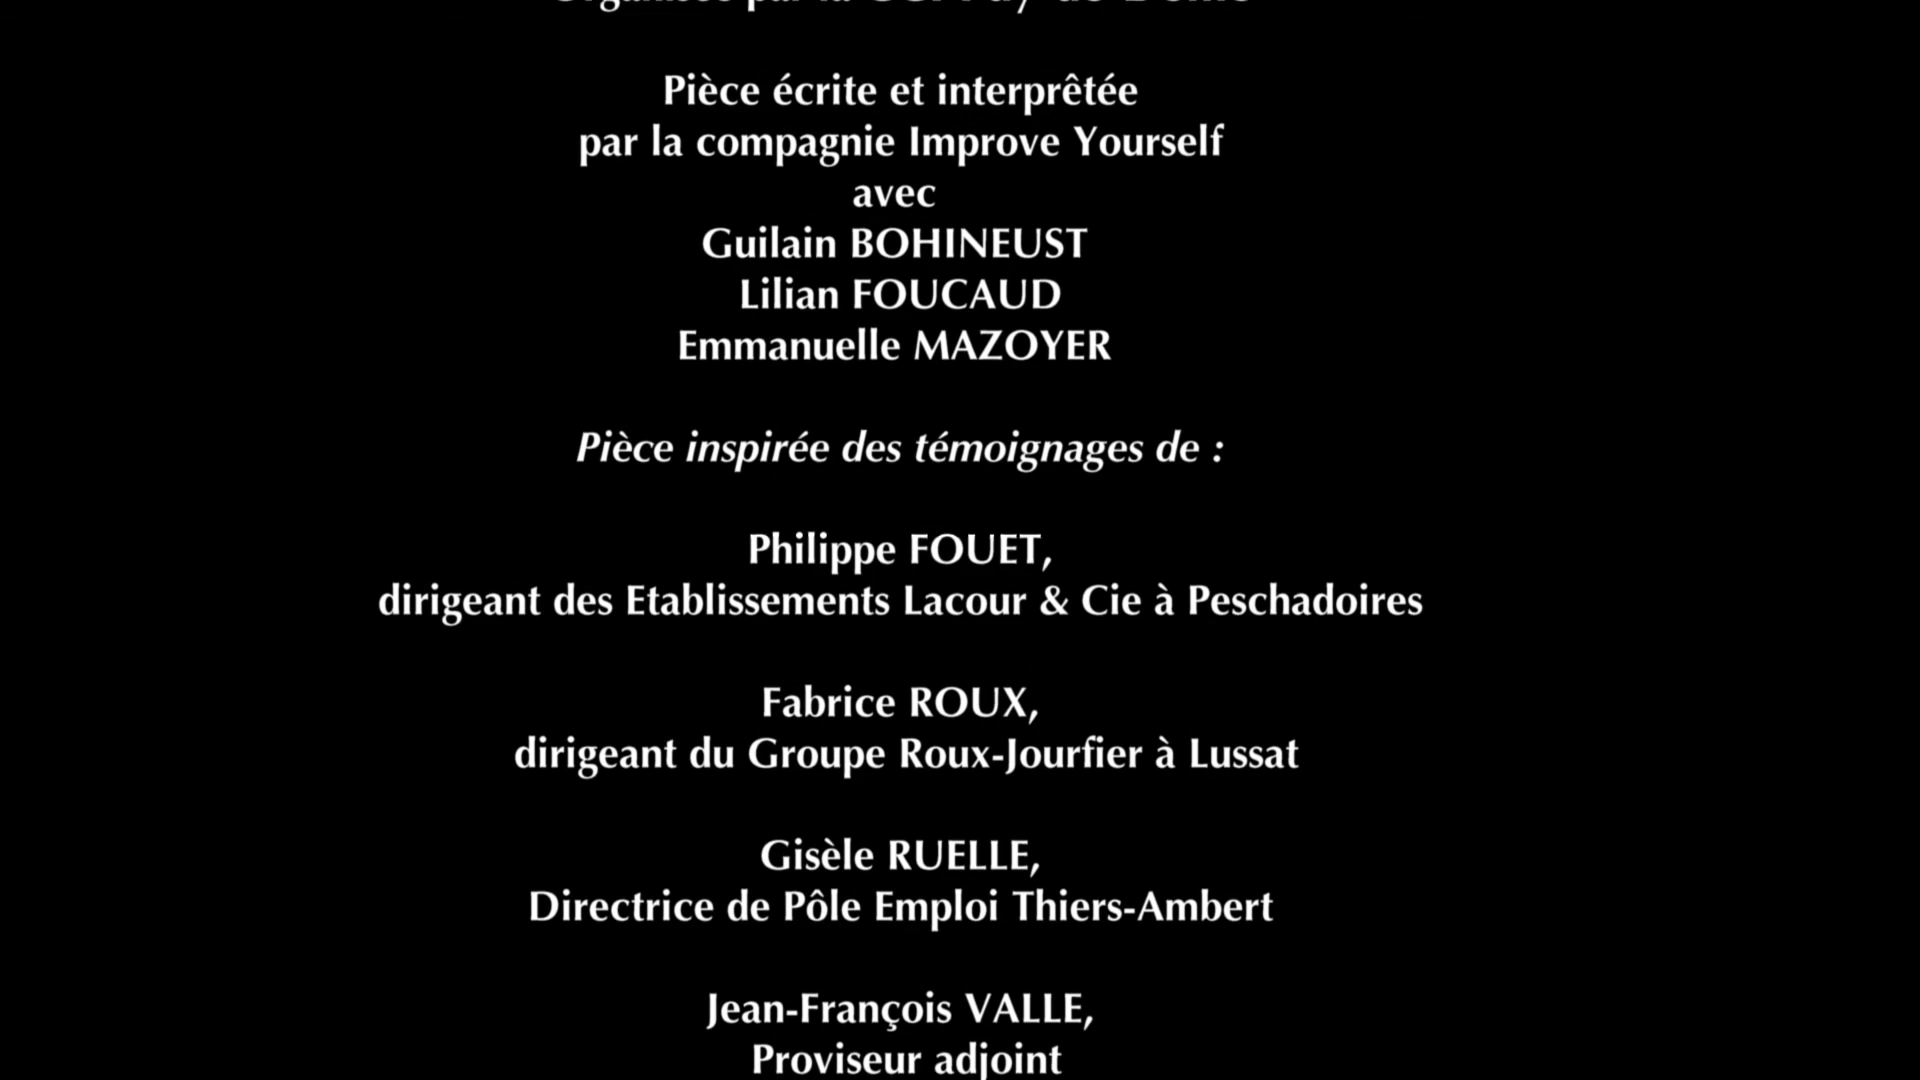 Pièce écrite et interprêtée
par la compagnie Improve Yourself
avec
Guilain BOHINEUST
Lilian FOUCAUD
Emmanuelle MAZOYER
Pièce inspirée des témoignages de :
Philippe FOUET,
dirigeant des Etablissements Lacour & Cie à Peschadoires
Fabrice ROUX,
dirigeant du Groupe Roux-Jourfier à Lussat
Gisèle RUELLE,
Directrice de Pôle Emploi Thiers-Ambert
Jean-François VALLE,
Proviseur adjoint